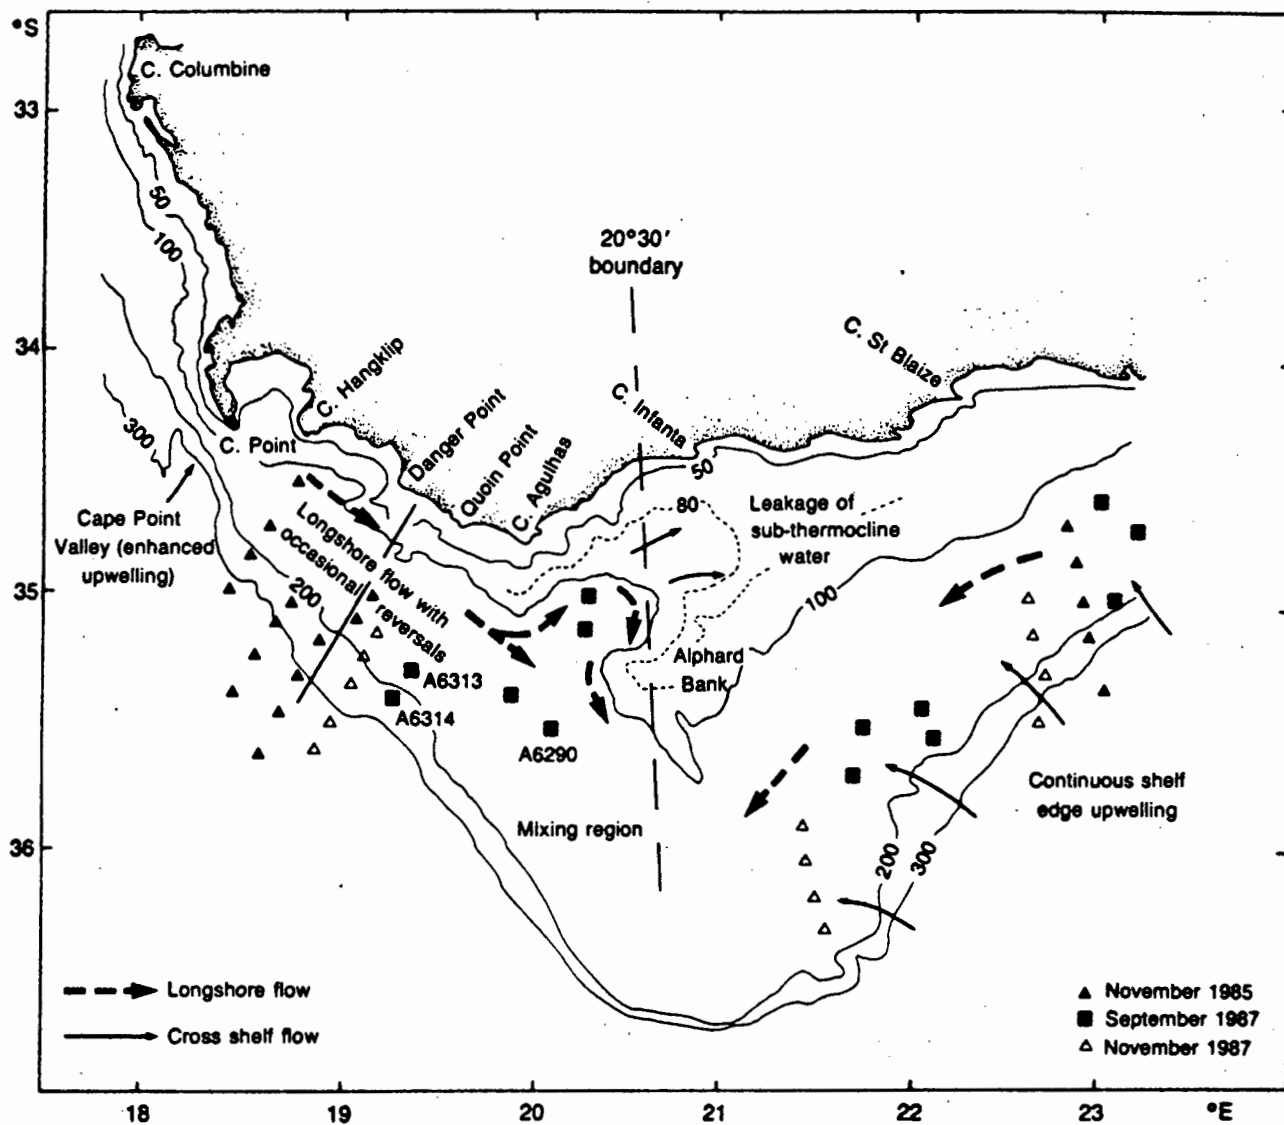 °S
C. Columbine
33
50
100
20°30′
boundary
34
C. St Blaize
C. Hangklip
C. Infanta
300
Danger Point
C. Point
Quoin Point
C. Agulhas
50
80
Leakage of
sub-thermocline
water
Cape Point
Valley (enhanced
upwelling)
Longshore flow with
occasional reversals
35
200
100
Alphard
Bank
A6313
A6314
A6290
Continuous shelf
edge upwelling
Mixing region
36
200
300
Longshore flow
Cross shelf flow
November 1985
September 1987
November 1987
18
19
20
21
22
23
°E